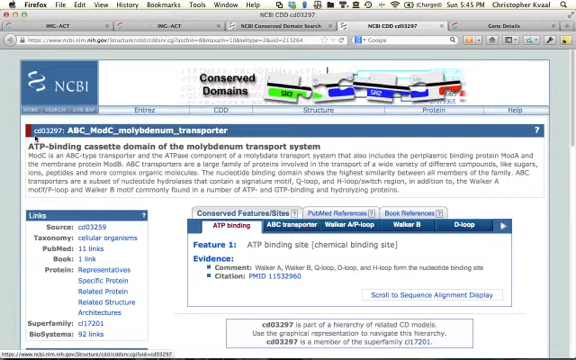 Firefox File Edit View History Bookmarks Tools Window Help (Charged) Sun 5:45 PM Christopher Kvaal
NCBI CDD cd03297
IMG-ACT IMG-ACT NCBI Conserved Domain Search NCBI CDD cd03297 Gene Details
Google
NCBI
Conserved Domains
SH2 SH3
HOME SEARCH SITE MAP Entrez CDD Structure Protein Help
cd03297: ABC_ModC_molybdenum_transporter ?
ATP-binding cassette domain of the molybdenum transport system
ModC is an ABC-type transporter and the ATPase component of a molybdate transport system that also includes the periplasmic binding protein ModA and
the membrane protein ModB. ABC transporters are a large family of proteins involved in the transport of a wide variety of different compounds, like sugars,
ions, peptides and more complex organic molecules. The nucleotide binding domain shows the highest similarity between all members of the family. ABC
transporters are a subset of nucleotide hydrolases that contain a signature motif, Q-loop, and H-loop/switch region, in addition to, the Walker A
motif/P-loop and Walker B motif commonly found in a number of ATP- and GTP-binding and hydrolyzing proteins.
Links ?
Source: cd03259
Taxonomy: cellular organisms
PubMed: 11 links
Book: 1 link
Protein: Representatives
Specific Protein
Related Protein
Related Structure
Architectures
Superfamily: cl17201
BioSystems: 92 links
Conserved Features/Sites ? PubMed References ? Book References ?
ATP binding ABC transporter Walker A/P-loop Walker B D-loop
Feature 1: ATP binding site [chemical binding site]
Evidence:
Comment: Walker A, Walker B, Q-loop, D-loop, and H-loop form the nucleotide binding site
Citation: PMID 11532960
Scroll to Sequence Alignment Display
cd03297 is part of a hierarchy of related CD models.
Use the graphical representation to navigate this hierarchy.
cd03297 is a member of the superfamily cl17201.